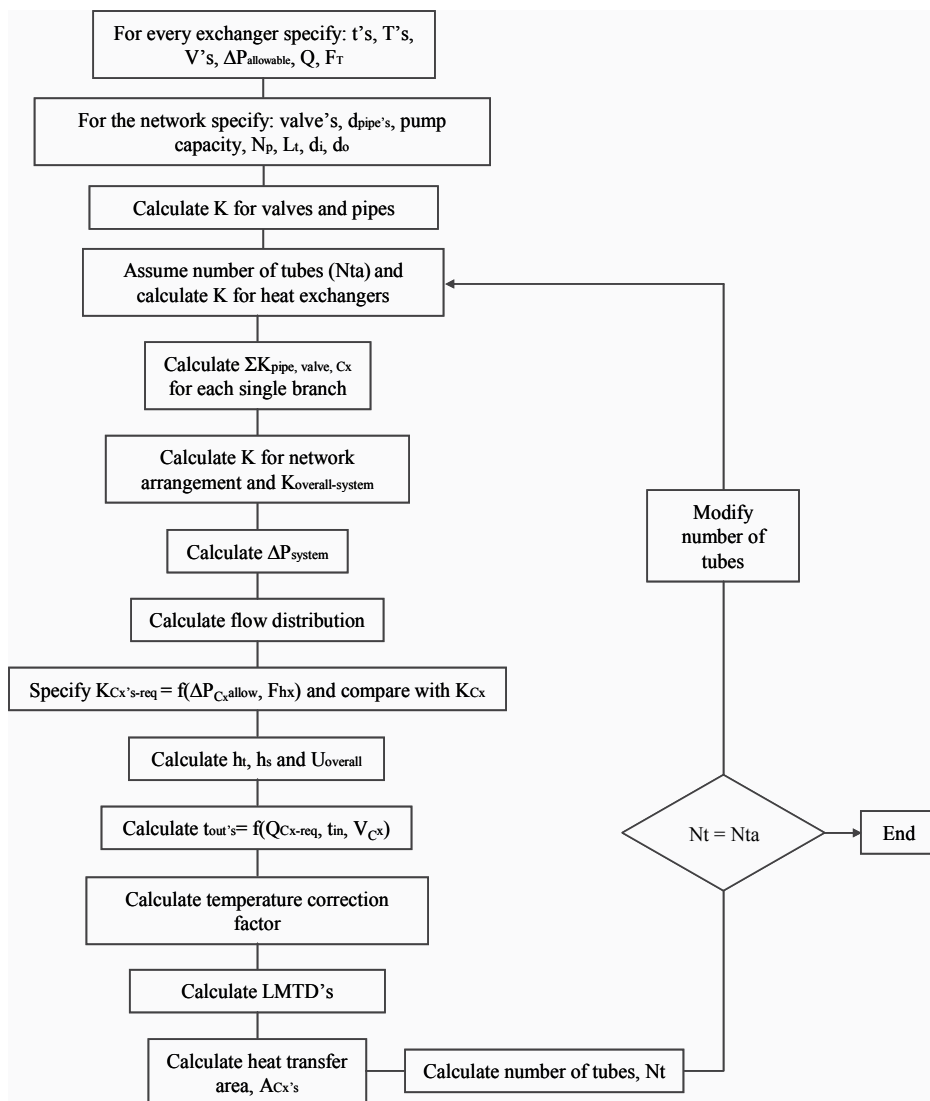 For every exchanger specify: t’s, T’s,
V’s, ΔPallowable, Q, FT
For the network specify: valve’s, dpipe’s, pump
capacity, Np, Lt, di, do
Calculate K for valves and pipes
Assume number of tubes (Nta) and
calculate K for heat exchangers
Calculate ΣKpipe, valve, Cx
for each single branch
Calculate K for network
arrangement and Koverall-system
Calculate ΔPsystem
Calculate flow distribution
Specify KCx’s-req = f(ΔPCxallow, Fhx) and compare with KCx
Calculate ht, hs and Uoverall
Calculate tout’s= f(QCx-req, tin, VCx)
Calculate temperature correction
factor
Calculate LMTD’s
Calculate heat transfer
area, ACx’s
Calculate number of tubes, Nt
Nt = Nta
End
Modify
number of
tubes